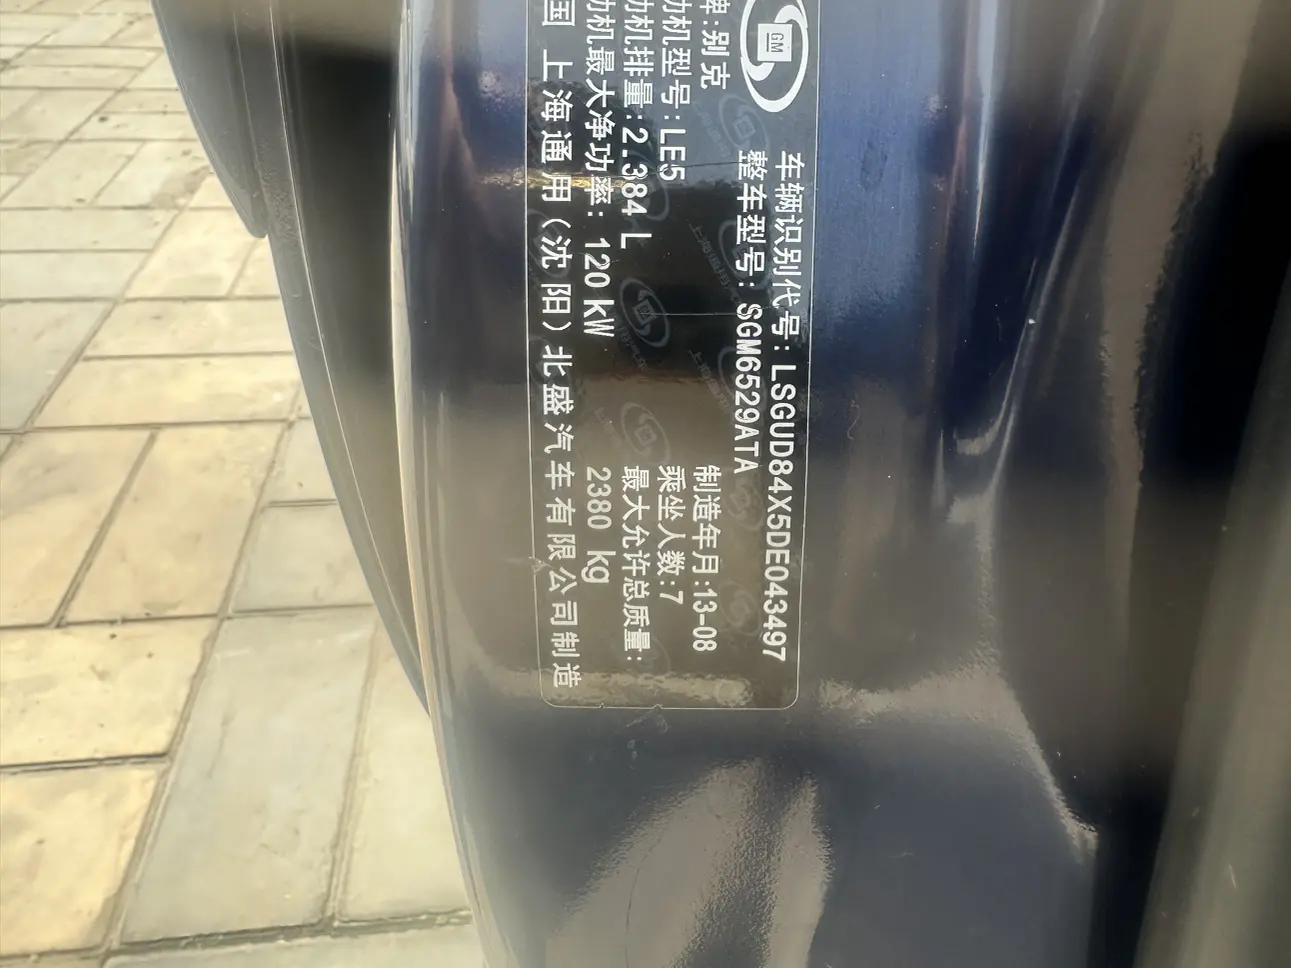 GM
车辆识别代号: LSGUD84X5DE043497
整车型号: SGM6529ATA
牌:别克
制造年月:13-08
动机型号:LE5
乘坐人数:7
动机排量:2.384 L
最大允许总质量:
动机最大净功率: 120 kW
2380 kg
国 上海通用(沈阳)北盛汽车有限公司制造